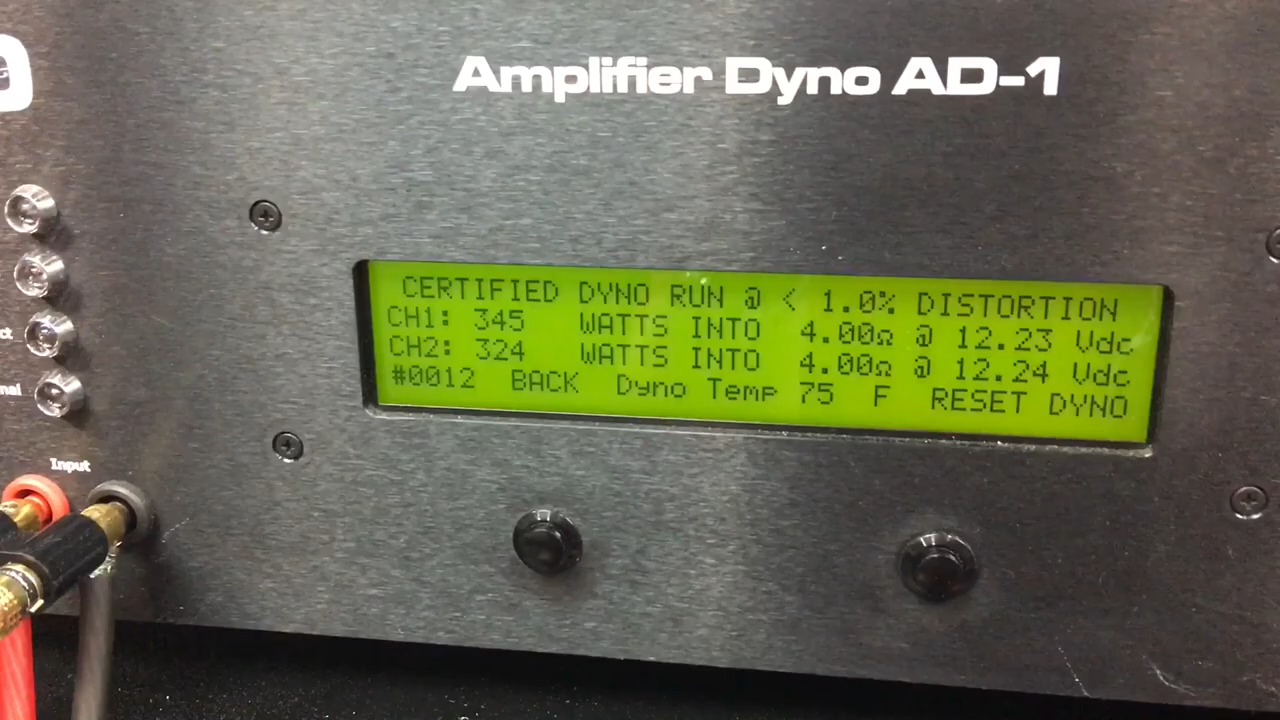 Amplifier Dyno AD-1
CERTIFIED DYNO RUN @ < 1.0% DISTORTION
CH1: 345 WATTS INTO 4.00Ω @ 12.23 Vdc
CH2: 324 WATTS INTO 4.00Ω @ 12.24 Vdc
#0012 BACK Dyno Temp 75 F RESET DYNO
Input